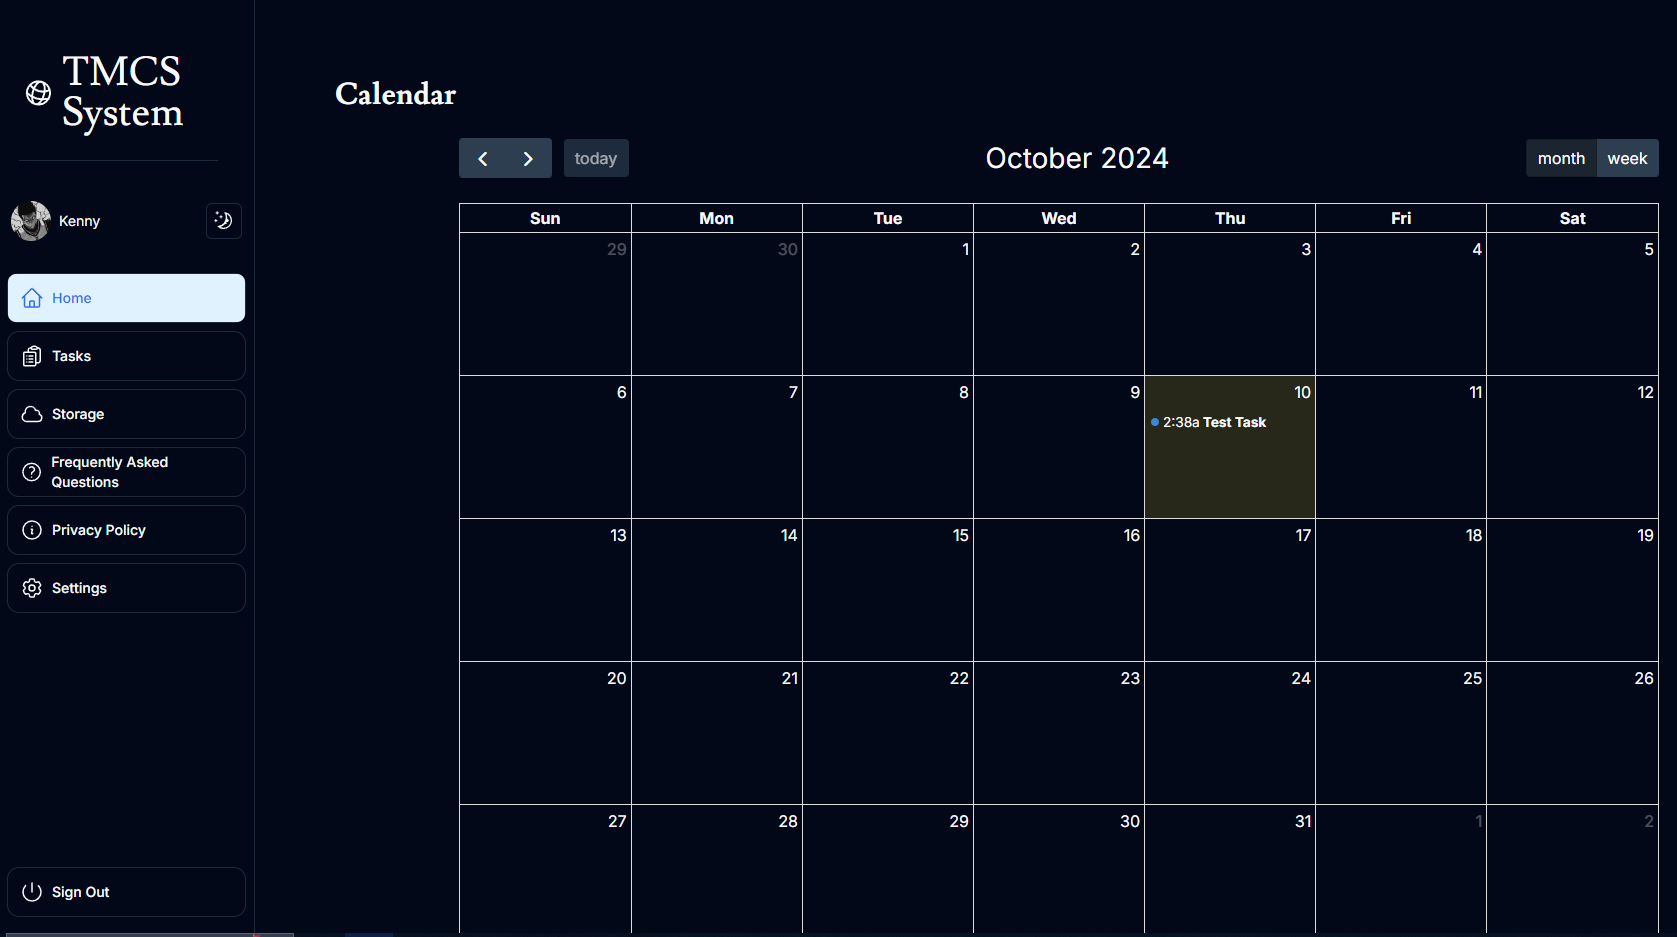 TMCS
System
Kenny
Home
Tasks
Storage
Frequently Asked
Questions
Privacy Policy
Settings
Sign Out
Calendar
today
October 2024
month week
Sun Mon Tue Wed Thu Fri Sat
29 30 1 2 3 4 5
6 7 8 9 10 11 12
2:38a Test Task
13 14 15 16 17 18 19
20 21 22 23 24 25 26
27 28 29 30 31 1 2